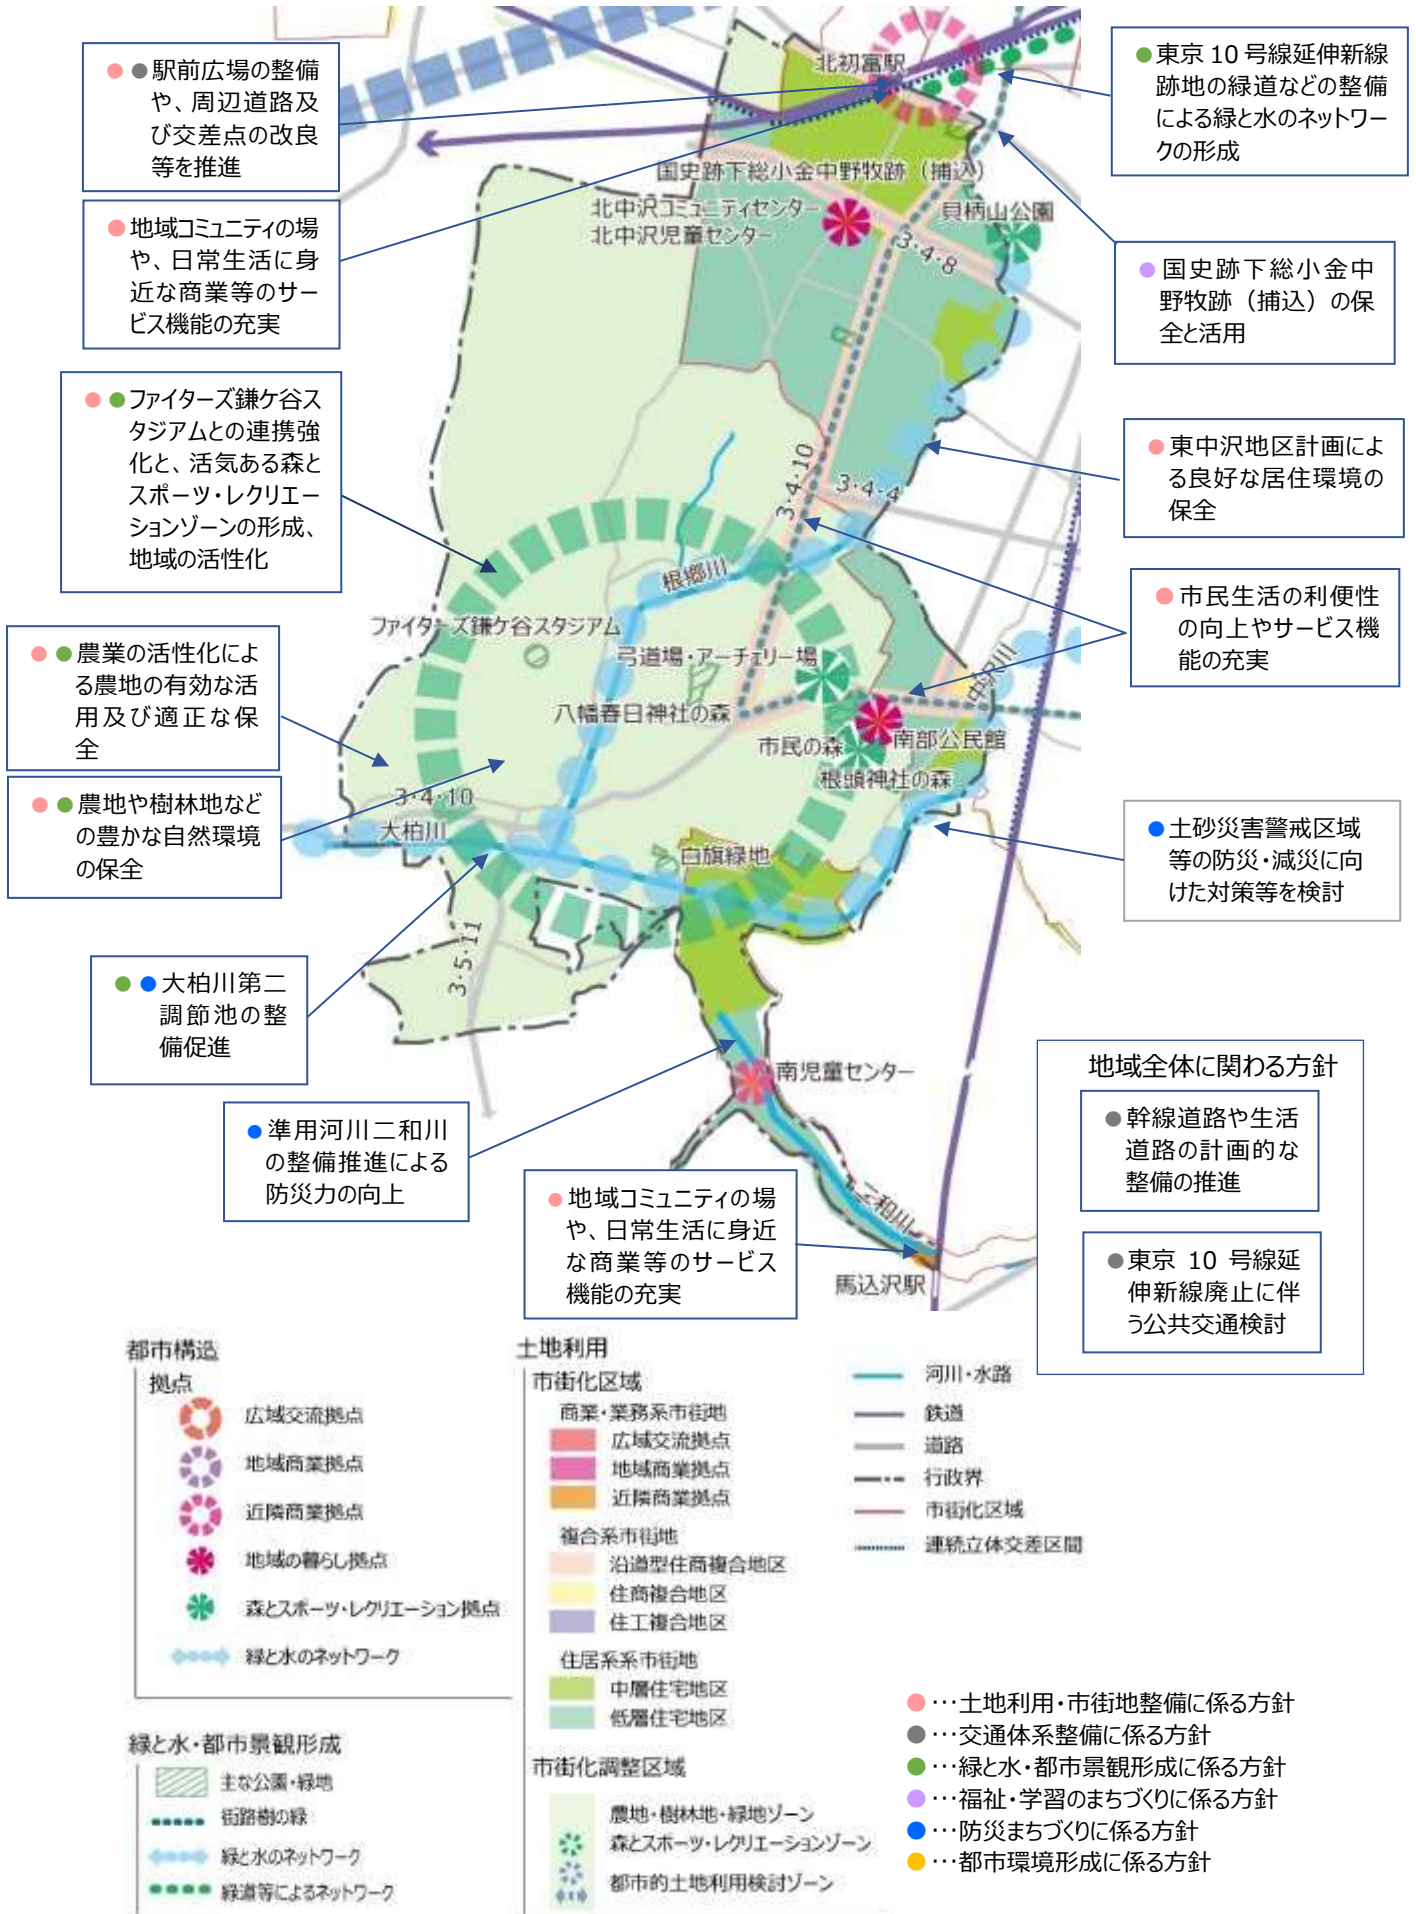 ●●駅前広場の整備
や、周辺道路及
び交差点の改良
等を推進
●地域コミュニティの場
や、日常生活に身
近な商業等のサー
ビス機能の充実
●●ファイターズ鎌ケ谷ス
タジアムとの連携強
化と、活気ある森と
スポーツ・レクリエー
ションゾーンの形成、
地域の活性化
●●農業の活性化によ
る農地の有効な活
用及び適正な保
全
●●農地や樹林地など
の豊かな自然環境
の保全
●●大柏川第二
調節池の整
備促進
●準用河川二和川
の整備推進による
防災力の向上
●地域コミュニティの場
や、日常生活に身近
な商業等のサービス
機能の充実
●東京10号線延伸新線
跡地の緑道などの整備
による緑と水のネットワー
クの形成
●国史跡下総小金中
野牧跡（捕込）の保
全と活用
●東中沢地区計画によ
る良好な居住環境の
保全
●市民生活の利便性
の向上やサービス機
能の充実
●土砂災害警戒区域
等の防災・減災に向
けた対策等を検討
地域全体に関わる方針
●幹線道路や生活
道路の計画的な
整備の推進
●東京 10 号線延
伸新線廃止に伴
う公共交通検討
北初富駅
国史跡下総小金中野牧跡（捕込）
北中沢コミュニティセンター
北中沢児童センター
貝柄山公園
3・4・8
3・4・10
3・4・4
根郷川
ファイターズ鎌ケ谷スタジアム
弓道場・アーチェリー場
中沢川
八幡春日神社の森
市民の森
南部公民館
根頭神社の森
3・4・10
大柏川
白旗緑地
3・5・11
南児童センター
二和川
馬込沢駅
都市構造
拠点
広域交流拠点
地域商業拠点
近隣商業拠点
地域の暮らし拠点
森とスポーツ・レクリエーション拠点
緑と水のネットワーク
緑と水・都市景観形成
主な公園・緑地
街路樹の緑
緑と水のネットワーク
緑道等によるネットワーク
土地利用
市街化区域
商業・業務系市街地
広域交流拠点
地域商業拠点
近隣商業拠点
複合系市街地
沿道型住商複合地区
住商複合地区
住工複合地区
住居系系市街地
中層住宅地区
低層住宅地区
市街化調整区域
農地・樹林地・緑地ゾーン
森とスポーツ・レクリエーションゾーン
都市的土地利用検討ゾーン
河川・水路
鉄道
道路
行政界
市街化区域
連続立体交差区間
●…土地利用・市街地整備に係る方針
●…交通体系整備に係る方針
●…緑と水・都市景観形成に係る方針
●…福祉・学習のまちづくりに係る方針
●…防災まちづくりに係る方針
●…都市環境形成に係る方針